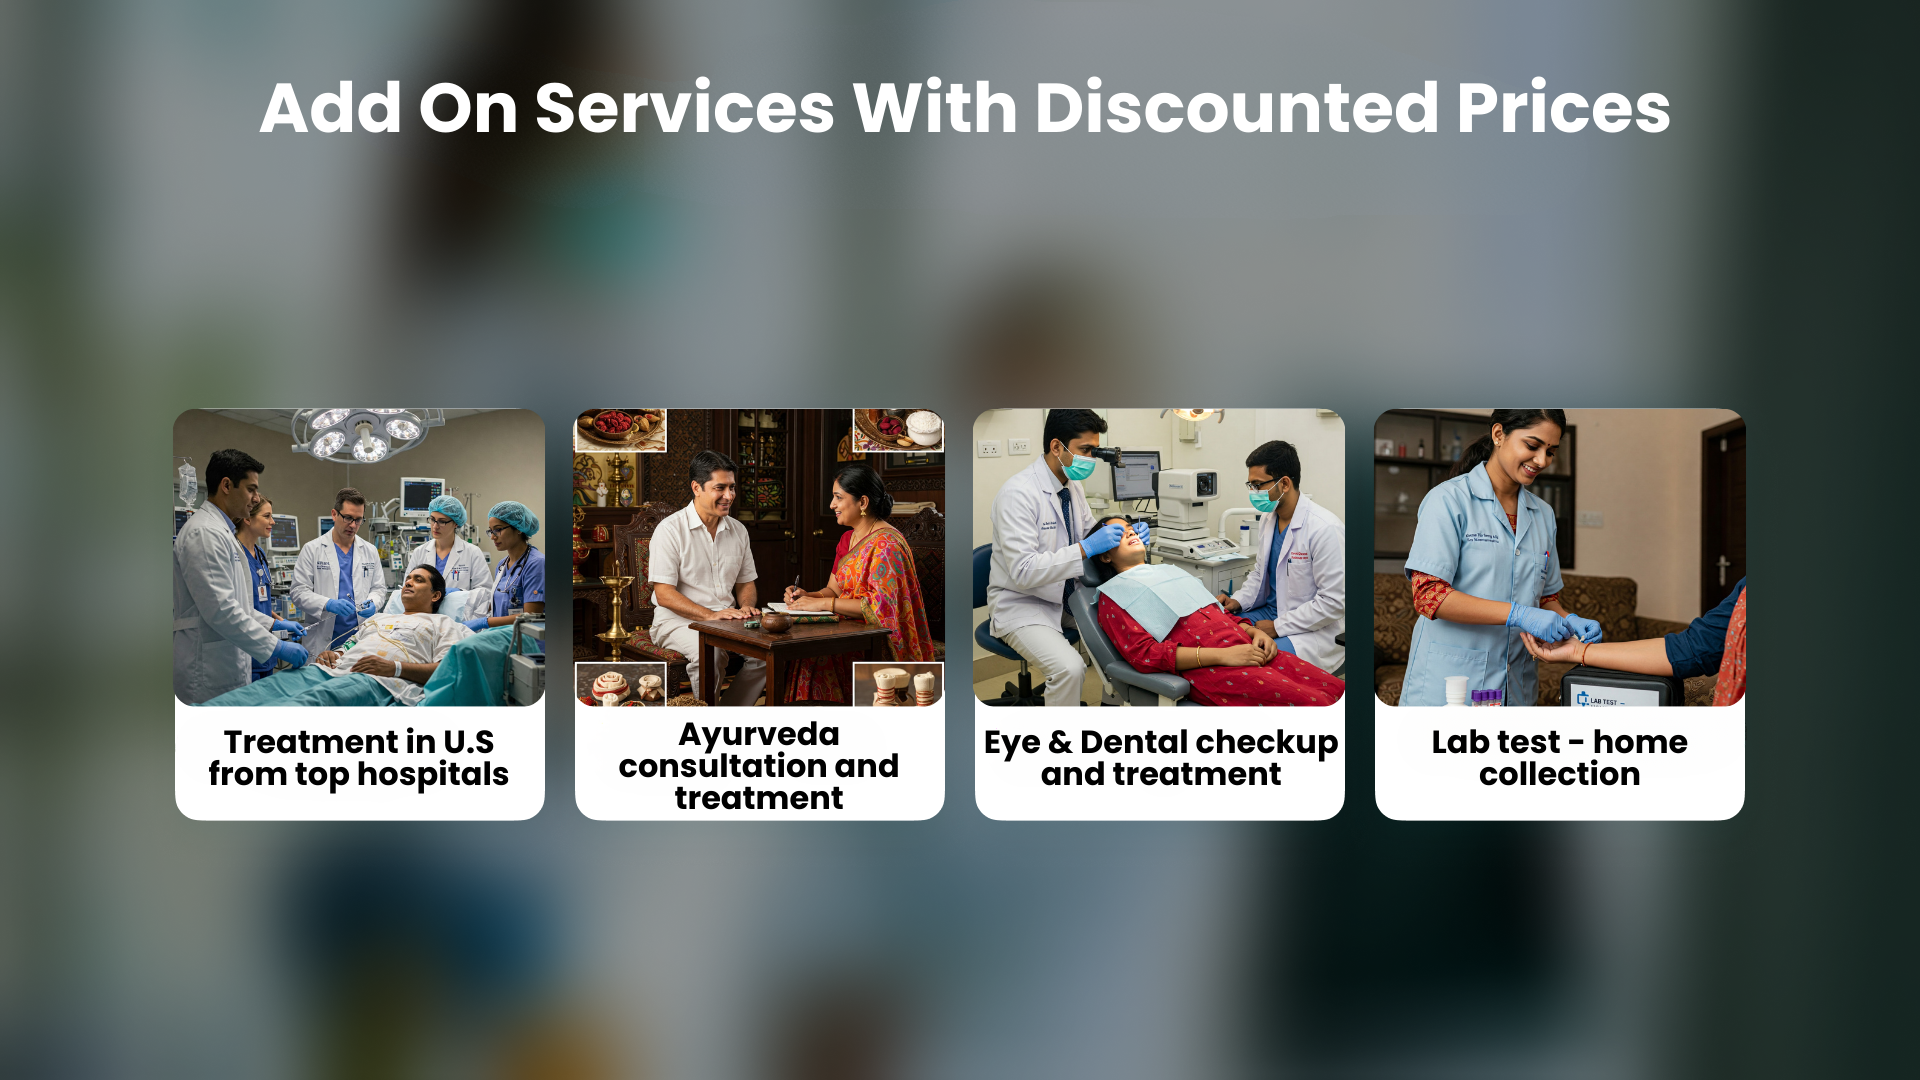 Add On Services With Discounted Prices
Treatment in U.S
from top hospitals
Ayurveda
consultation and
treatment
Eye & Dental checkup
and treatment
Lab test - home
collection
LAB TEST –